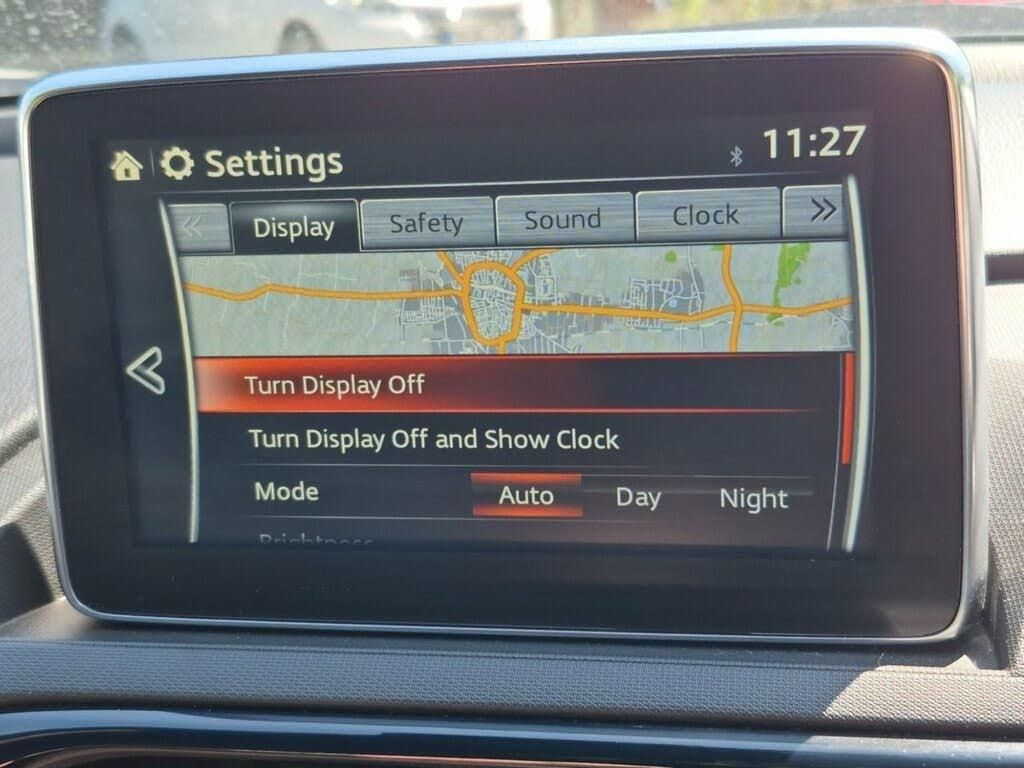 Settings 11:27
« Display Safety Sound Clock »
Turn Display Off
Turn Display Off and Show Clock
Mode Auto Day Night
Brightness